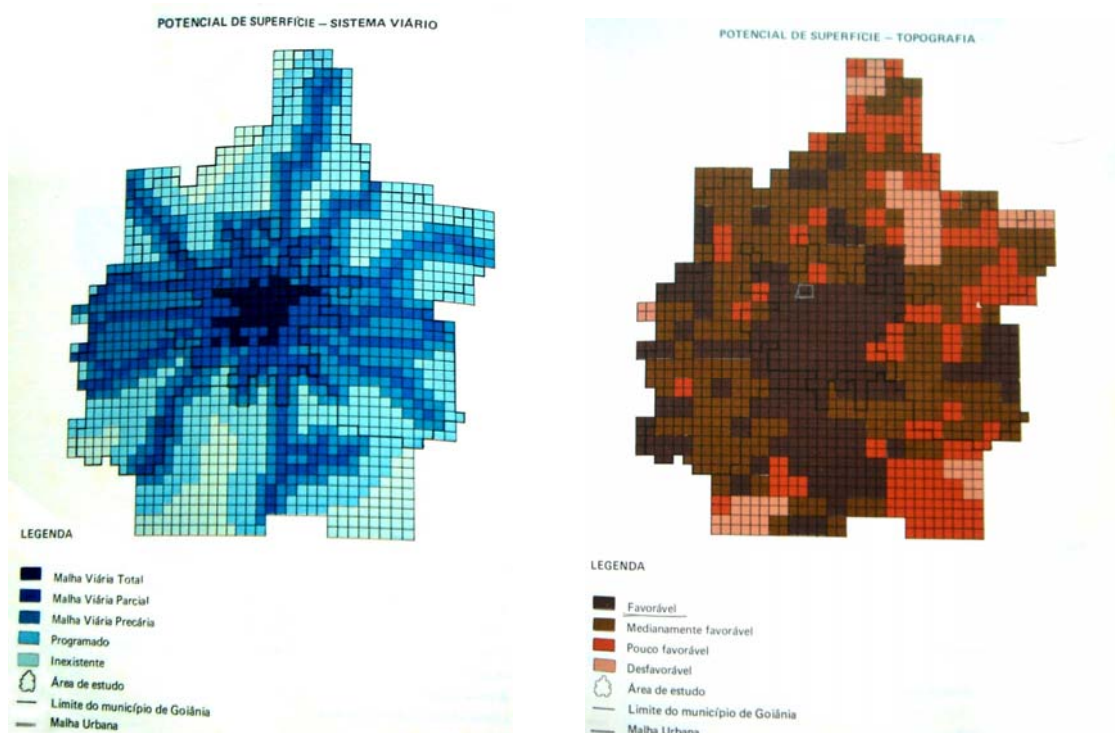 POTENCIAL DE SUPERFÍCIE – SISTEMA VIÁRIO
LEGENDA
Malha Viária Total
Malha Viária Parcial
Malha Viária Precária
Programado
Inexistente
Área de estudo
Limite do município de Goiânia
Malha Urbana
POTENCIAL DE SUPERFÍCIE – TOPOGRAFIA
LEGENDA
Favorável
Medianamente favorável
Pouco favorável
Desfavorável
Área de estudo
Limite do município de Goiânia
Malha Urbana